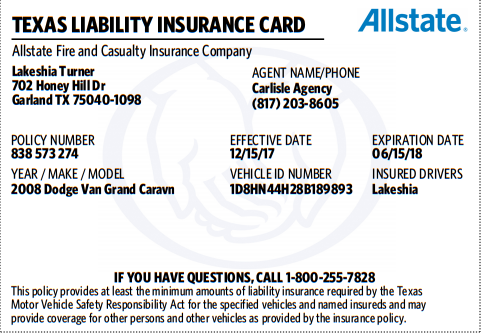 TEXAS LIABILITY INSURANCE CARD
Allstate®
Allstate Fire and Casualty Insurance Company
Lakeshia Turner
702 Honey Hill Dr
Garland TX 75040-1098
AGENT NAME/PHONE
Carlisle Agency
(817) 203-8605
POLICY NUMBER
838 573 274
EFFECTIVE DATE
12/15/17
EXPIRATION DATE
06/15/18
YEAR / MAKE / MODEL
2008 Dodge Van Grand Caravn
VEHICLE ID NUMBER
1D8HN44H28B189893
INSURED DRIVERS
Lakeshia
IF YOU HAVE QUESTIONS, CALL 1-800-255-7828
This policy provides at least the minimum amounts of liability insurance required by the Texas
Motor Vehicle Safety Responsibility Act for the specified vehicles and named insureds and may
provide coverage for other persons and other vehicles as provided by the insurance policy.